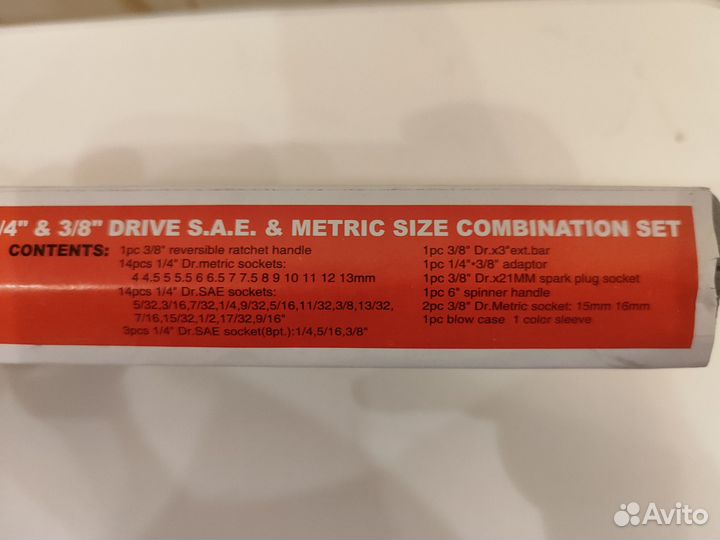 /4" & 3/8" DRIVE S.A.E. & METRIC SIZE COMBINATION SET
CONTENTS: 1pc 3/8" reversible ratchet handle
14pcs 1/4" Dr.metric sockets:
4 4.5 5 5.5 6 6.5 7 7.5 8 9 10 11 12 13mm
14pcs 1/4" Dr.SAE sockets:
5/32,3/16,7/32,1/4,9/32,5/16,11/32,3/8,13/32,
7/16,15/32,1/2,17/32,9/16"
3pcs 1/4" Dr.SAE socket(8pt.):1/4,5/16,3/8"
1pc 3/8" Dr.x3"ext.bar
1pc 1/4"*3/8" adaptor
1pc 3/8" Dr.x21MM spark plug socket
1pc 6" spinner handle
2pc 3/8" Dr.Metric socket: 15mm 16mm
1pc blow case 1 color sleeve
Avito